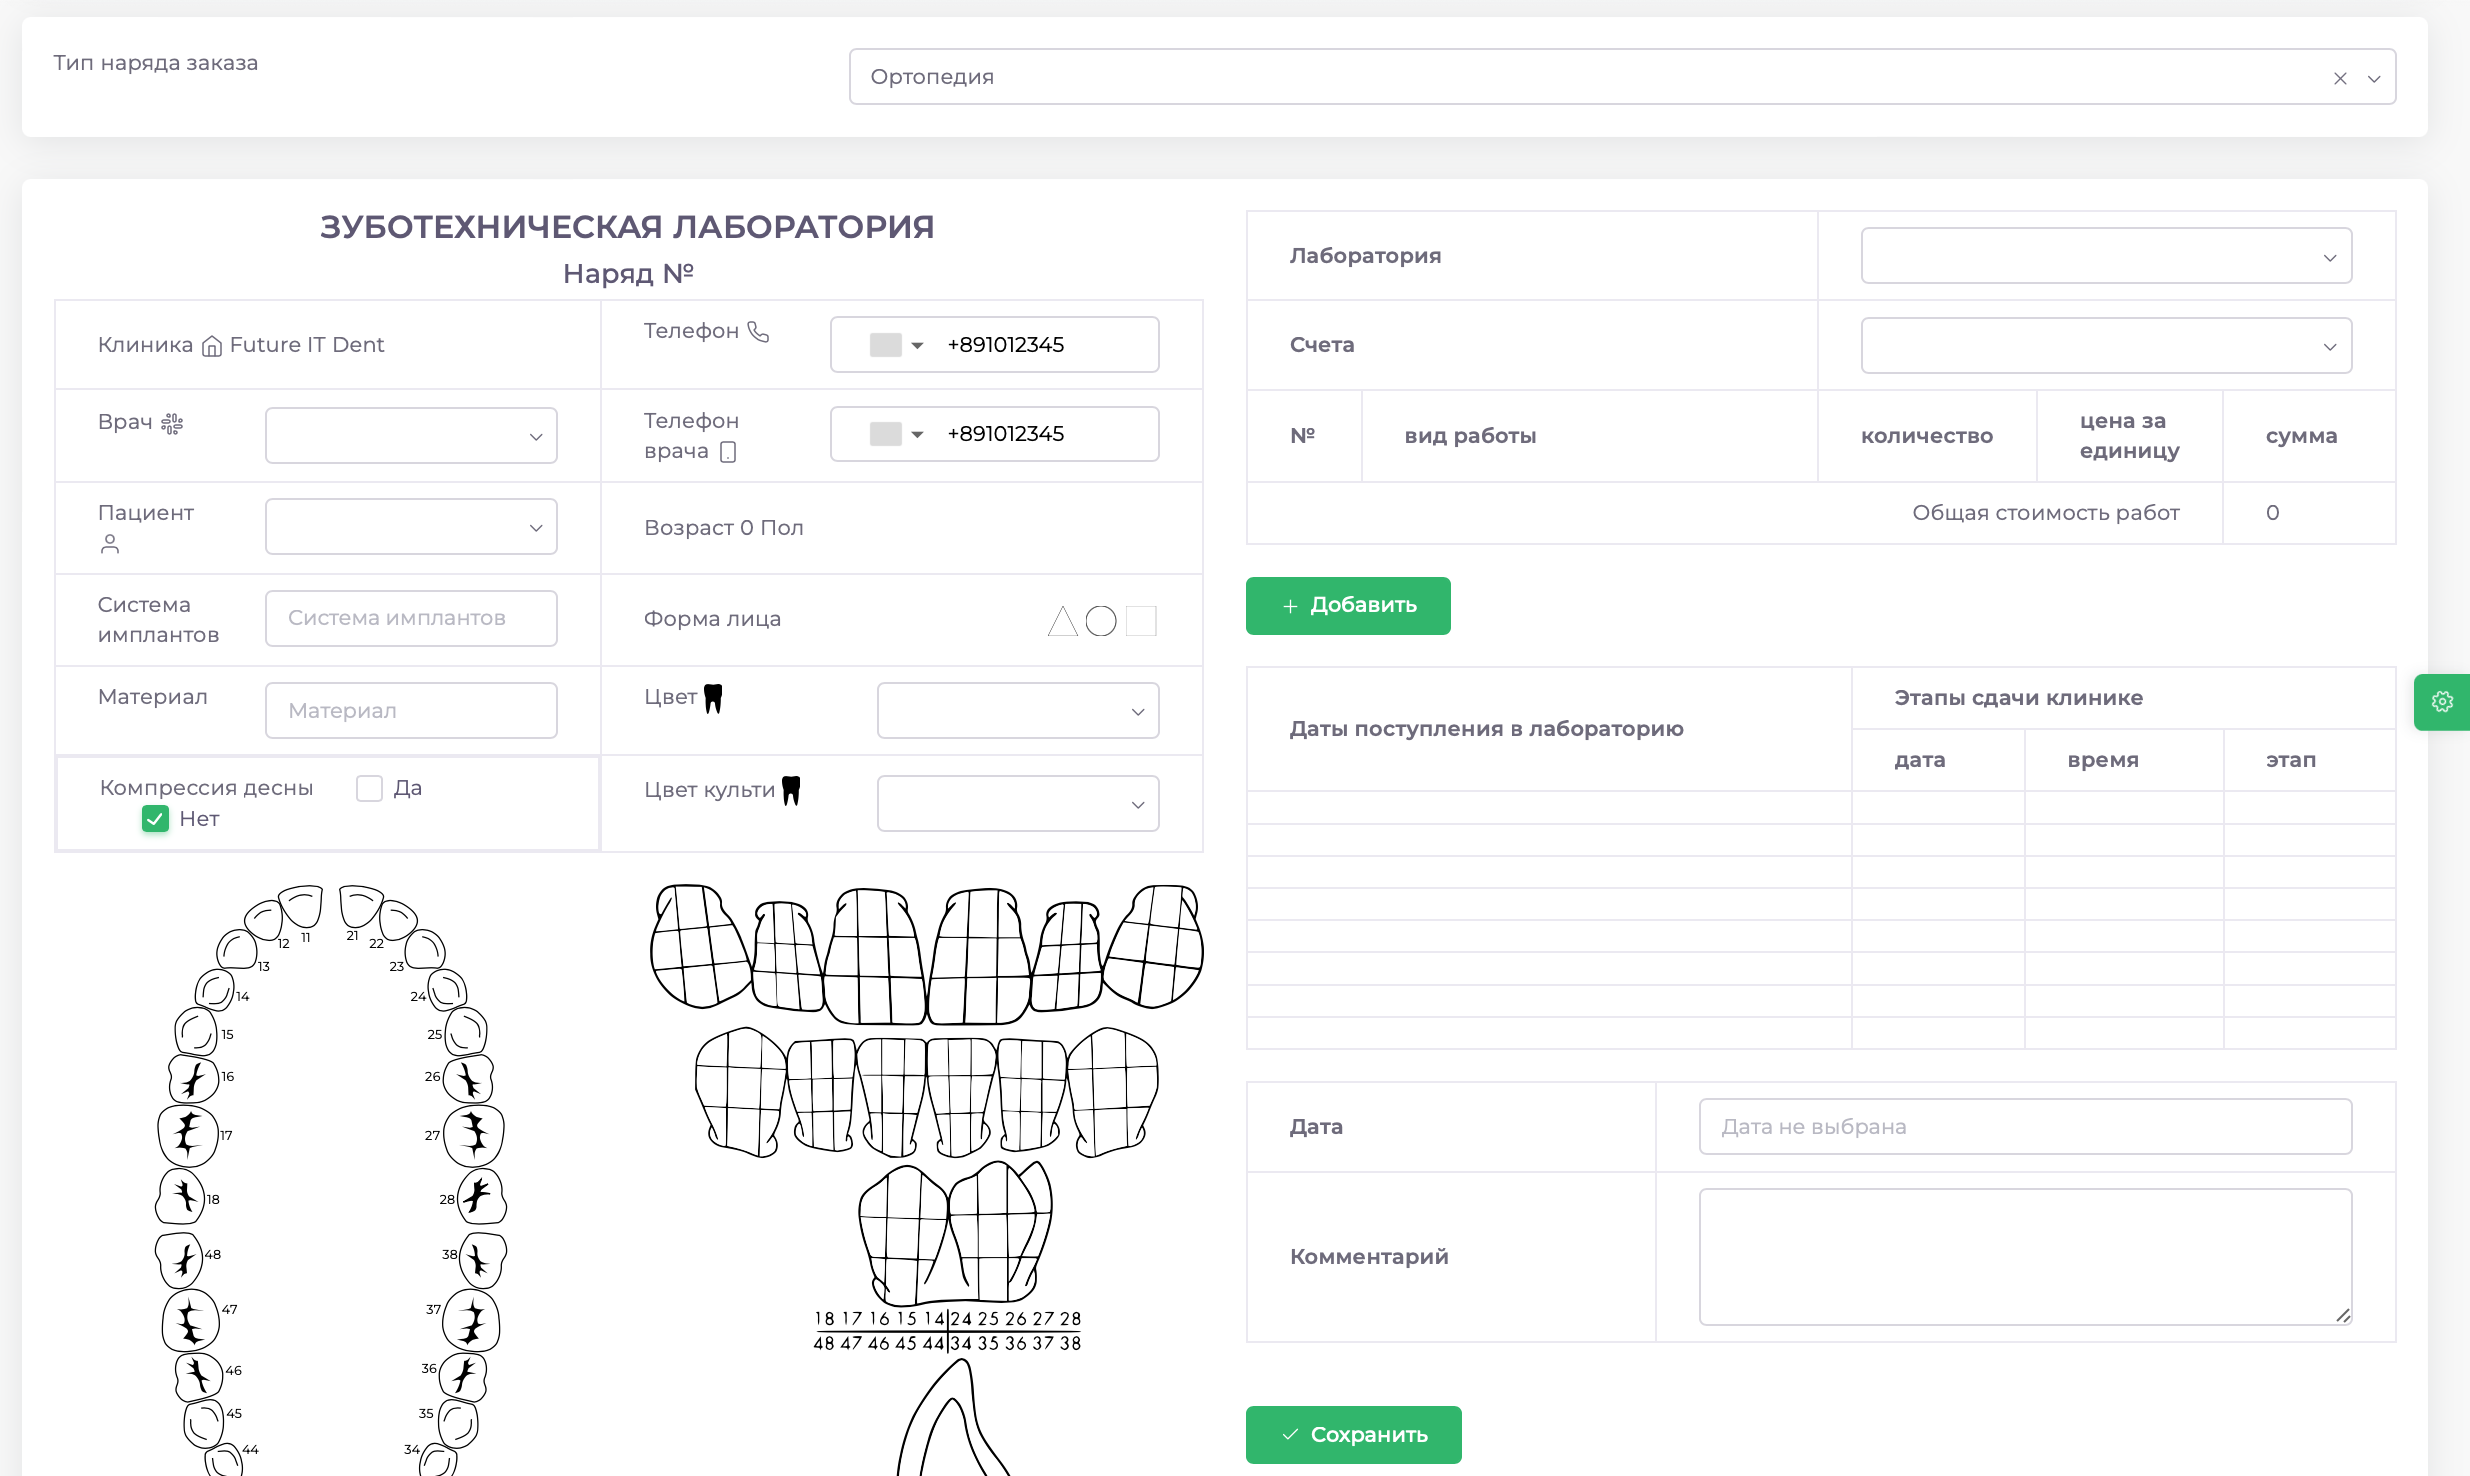 Тип наряда заказа
Ортопедия
ЗУБОТЕХНИЧЕСКАЯ ЛАБОРАТОРИЯ
Наряд №
Клиника Future IT Dent
Телефон
+891012345
Врач
Телефон
врача
+891012345
Пациент
Возраст 0 Пол
Система
имплантов
Система имплантов
Форма лица
Материал
Материал
Цвет
Компрессия десны
Да
Нет
Цвет культи
11
12
13
14
15
16
17
18
21
22
23
24
25
26
27
28
48
47
46
45
44
38
37
36
35
34
18 17 16 15 14 24 25 26 27 28
48 47 46 45 44 34 35 36 37 38
Лаборатория
Счета
№
вид работы
количество
цена за
единицу
сумма
Общая стоимость работ
0
Добавить
Даты поступления в лабораторию
Этапы сдачи клинике
дата
время
этап
Дата
Дата не выбрана
Комментарий
Сохранить